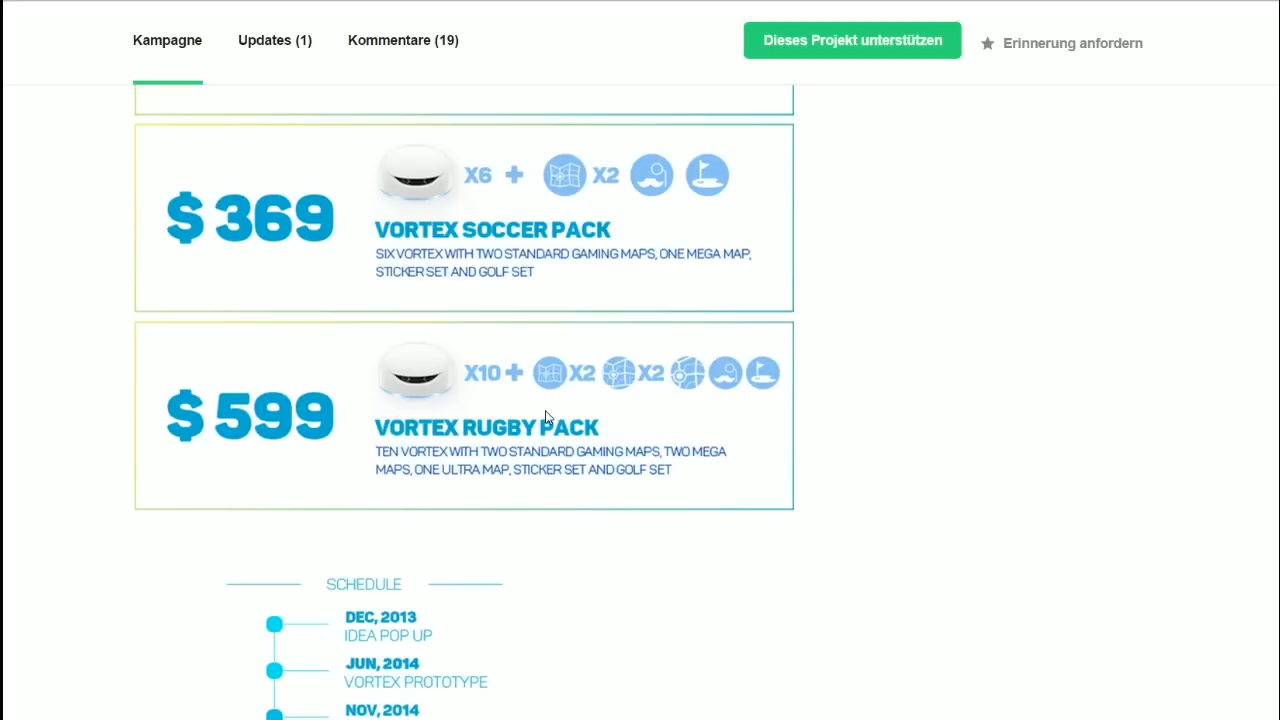 Kampagne
Updates (1)
Kommentare (19)
Dieses Projekt unterstützen
Erinnerung anfordern
X6 + X2
$ 369
VORTEX SOCCER PACK
SIX VORTEX WITH TWO STANDARD GAMING MAPS, ONE MEGA MAP,
STICKER SET AND GOLF SET
X10 + X2 X2
$ 599
VORTEX RUGBY PACK
TEN VORTEX WITH TWO STANDARD GAMING MAPS, TWO MEGA
MAPS, ONE ULTRA MAP, STICKER SET AND GOLF SET
SCHEDULE
DEC, 2013
IDEA POP UP
JUN, 2014
VORTEX PROTOTYPE
NOV, 2014